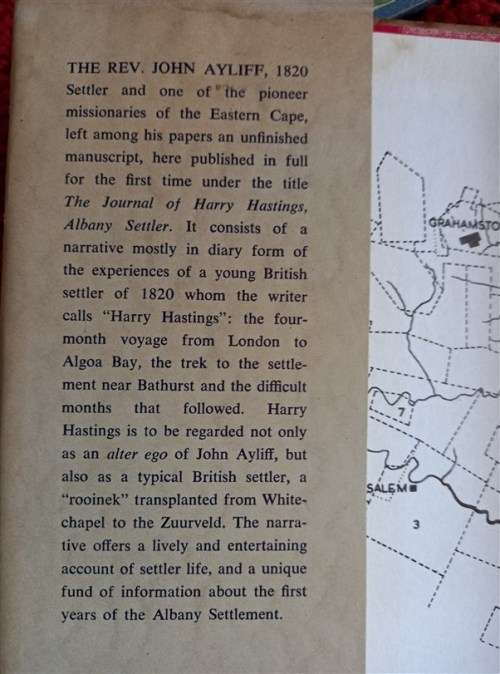 THE REV. JOHN AYLIFF, 1820
Settler and one of the pioneer
missionaries of the Eastern Cape,
left among his papers an unfinished
manuscript, here published in full
for the first time under the title
The Journal of Harry Hastings,
Albany Settler. It consists of a
narrative mostly in diary form of
the experiences of a young British
settler of 1820 whom the writer
calls “Harry Hastings”: the four-
month voyage from London to
Algoa Bay, the trek to the settle-
ment near Bathurst and the difficult
months that followed. Harry
Hastings is to be regarded not only
as an alter ego of John Ayliff, but
also as a typical British settler, a
“rooinek” transplanted from White-
chapel to the Zuurveld. The narra-
tive offers a lively and entertaining
account of settler life, and a unique
fund of information about the first
years of the Albany Settlement.
GRAHAMSTO
7
SALEM
3